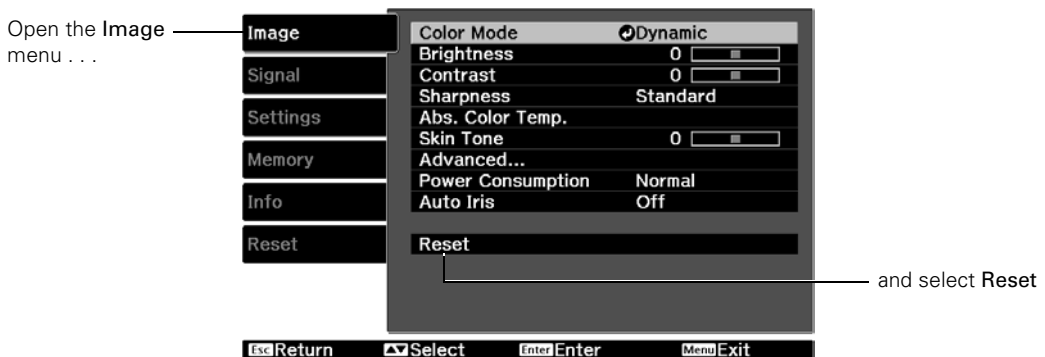 Open the Image
menu . . .
Image
Signal
Settings
Memory
Info
Reset
Color Mode Dynamic
Brightness 0
Contrast 0
Sharpness Standard
Abs. Color Temp.
Skin Tone 0
Advanced...
Power Consumption Normal
Auto Iris Off
Reset
and select Reset
Esc Return Select Enter Enter Menu Exit